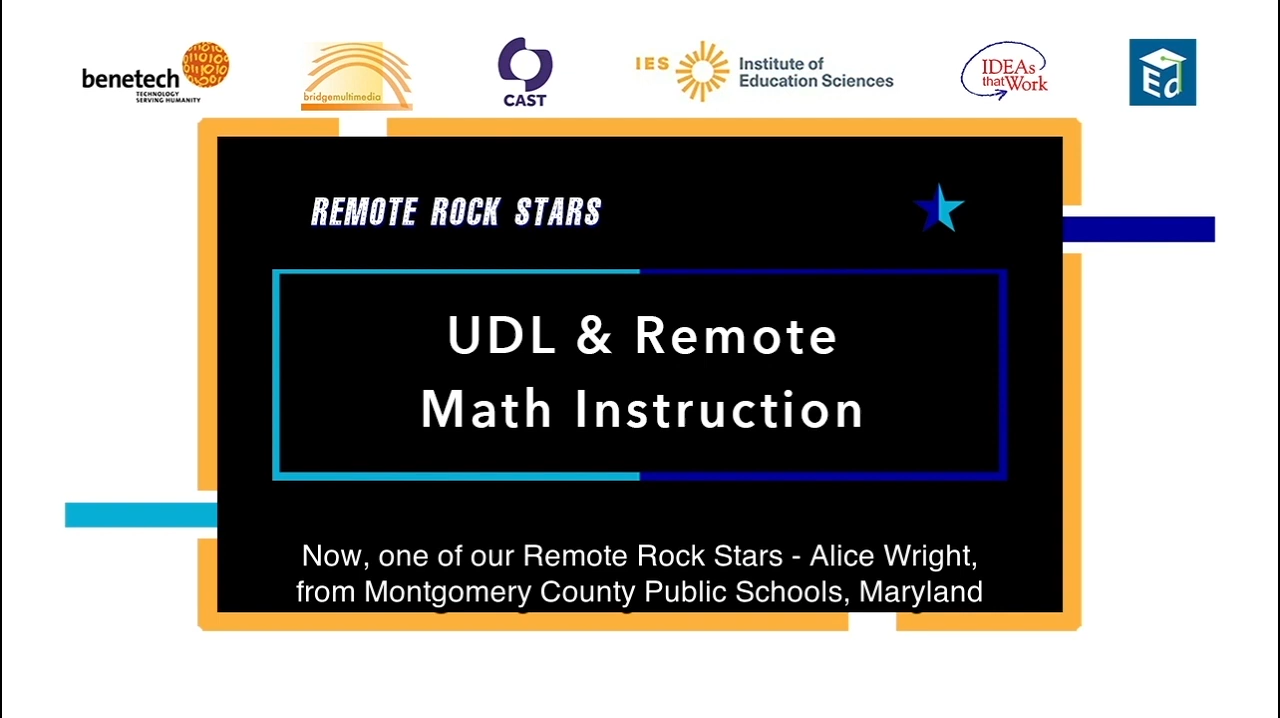 benetech
TECHNOLOGY
SERVING HUMANITY
bridgemultimedia
CAST
IES
Institute of
Education Sciences
IDEAs
that Work
Ed
REMOTE ROCK STARS
UDL & Remote
Math Instruction
Now, one of our Remote Rock Stars - Alice Wright,
from Montgomery County Public Schools, Maryland